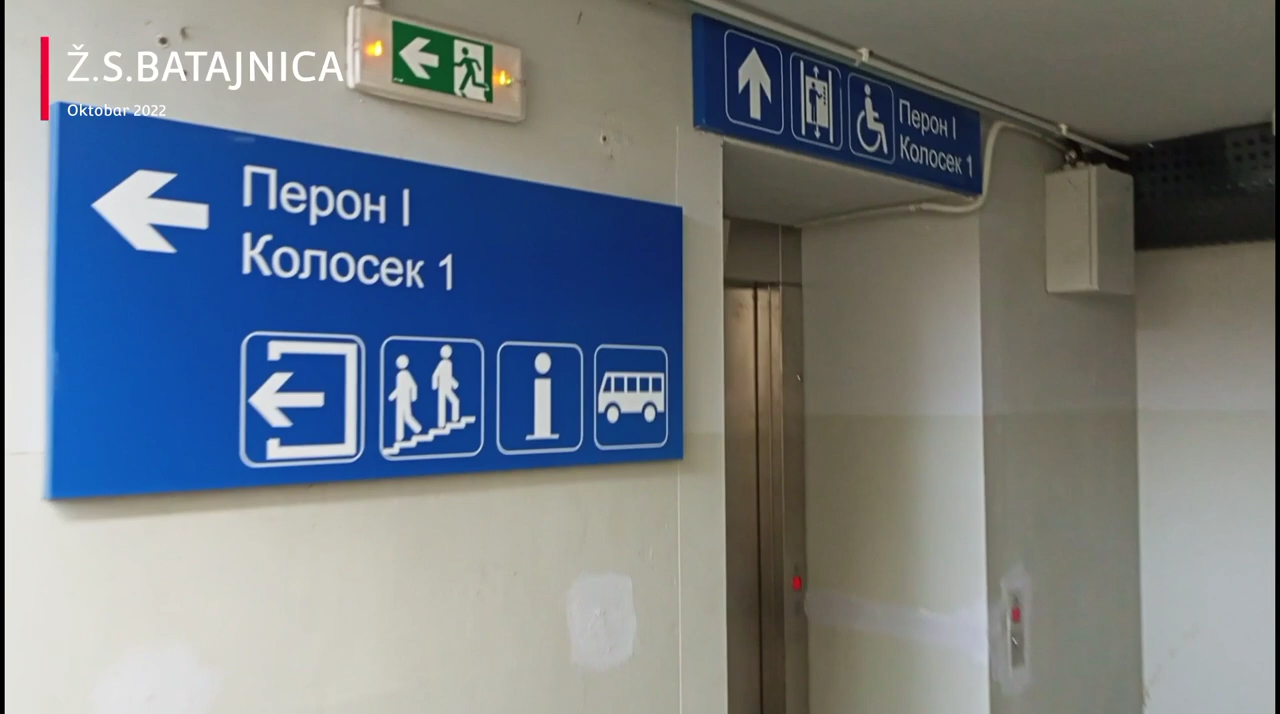 Ž.S.BATAJNICA
Oktobar 2022
Перон I
Колосек 1
Перон I
Колосек 1